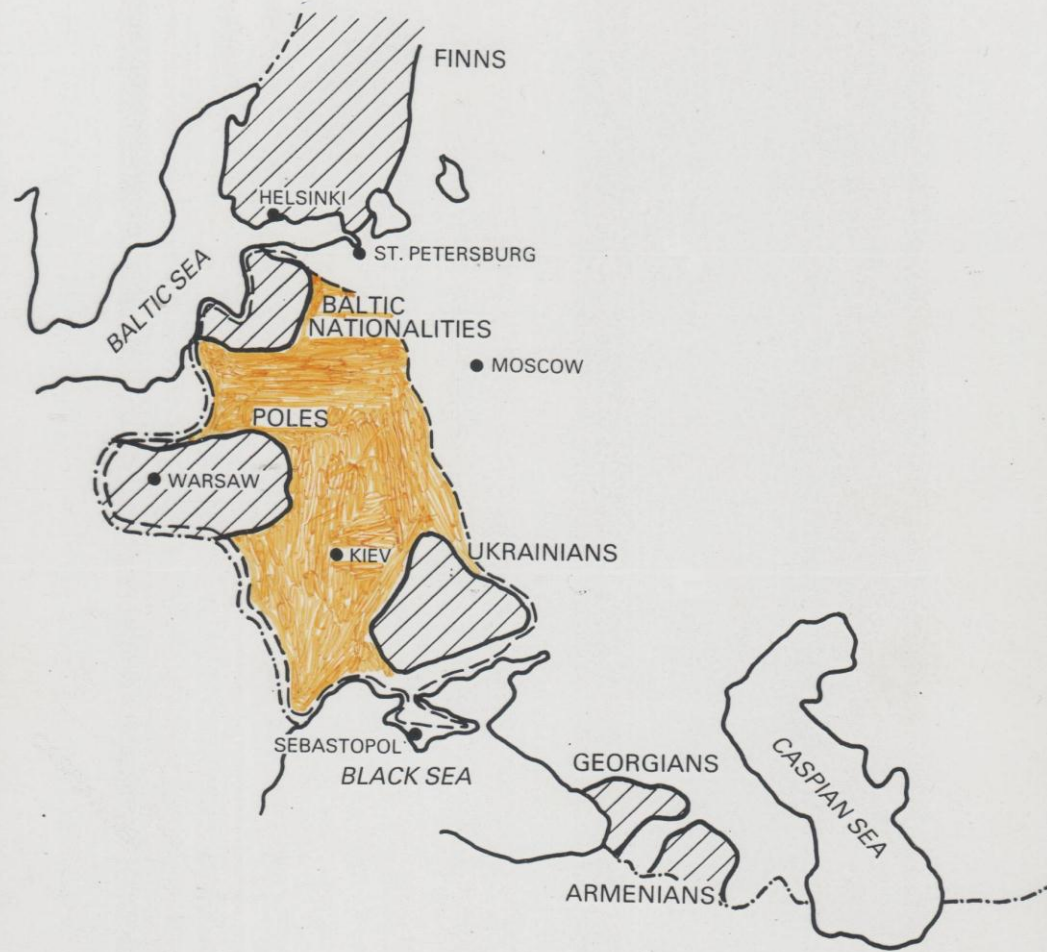 FINNS
HELSINKI
ST. PETERSBURG
BALTIC SEA
BALTIC
NATIONALITIES
MOSCOW
POLES
WARSAW
KIEV
UKRAINIANS
SEBASTOPOL
BLACK SEA
GEORGIANS
CASPIAN SEA
ARMENIANS